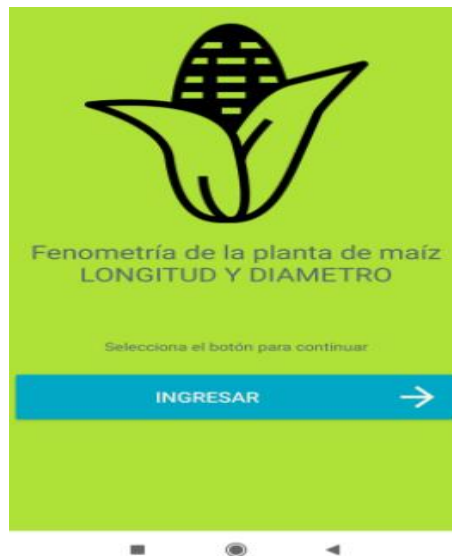 Fenometría de la planta de maíz
LONGITUD Y DIAMETRO
Selecciona el botón para continuar
INGRESAR